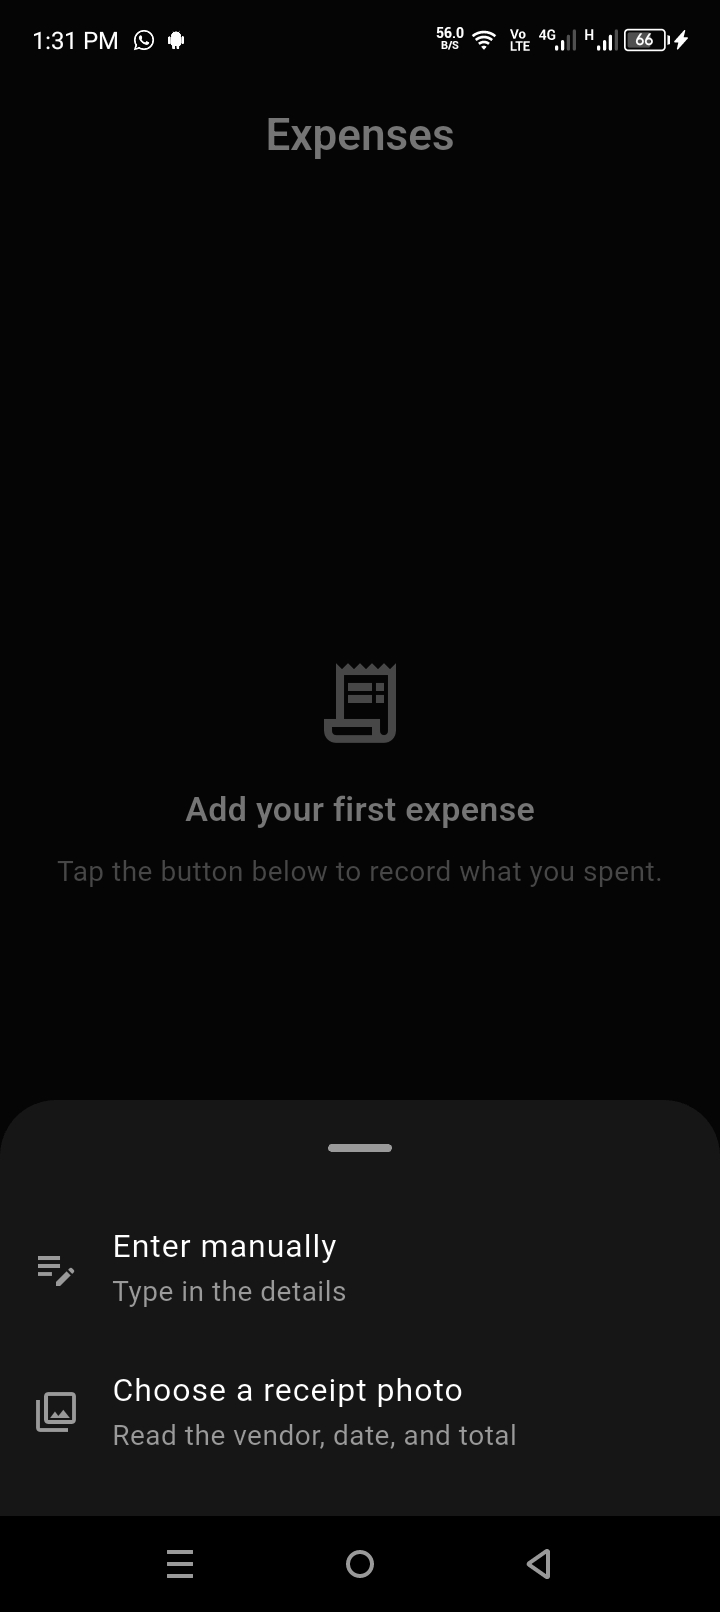 1:31 PM
56.0
B/S
Vo
LTE
4G
H
66
Expenses
Add your first expense
Tap the button below to record what you spent.
Enter manually
Type in the details
Choose a receipt photo
Read the vendor, date, and total